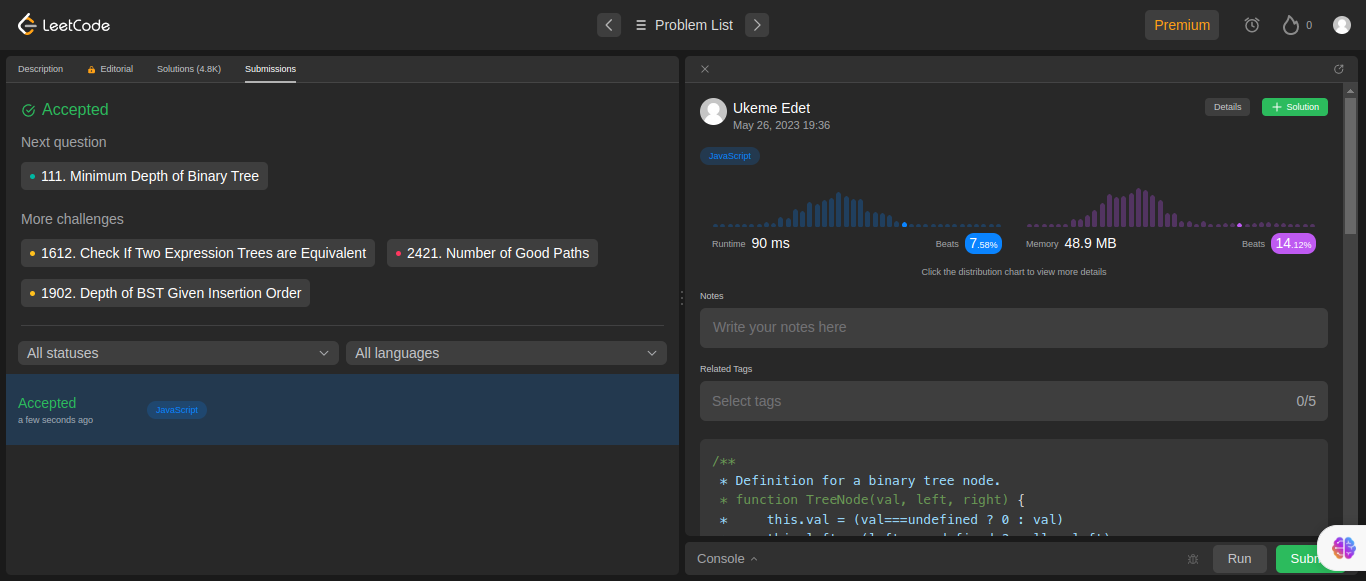 LeetCode
Problem List
Premium
0
Description
Editorial
Solutions (4.8K)
Submissions
Accepted
Next question
111. Minimum Depth of Binary Tree
More challenges
1612. Check If Two Expression Trees are Equivalent
2421. Number of Good Paths
1902. Depth of BST Given Insertion Order
All statuses
All languages
Accepted
a few seconds ago
JavaScript
Ukeme Edet
May 26, 2023 19:36
Details
Solution
JavaScript
Runtime 90 ms
Beats 7.58%
Memory 48.9 MB
Beats 14.12%
Click the distribution chart to view more details
Notes
Write your notes here
Related Tags
Select tags
0/5
/**
* Definition for a binary tree node.
* function TreeNode(val, left, right) {
*     this.val = (val===undefined ? 0 : val)
Console
Run